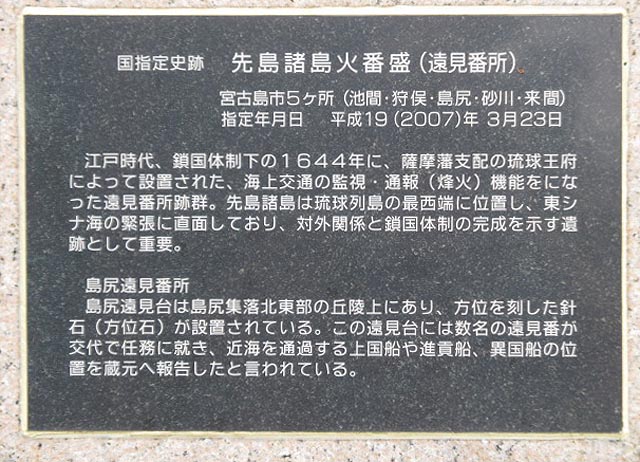 国指定史跡 先島諸島火番盛（遠見番所）
宮古島市5ヶ所（池間・狩俣・島尻・砂川・来間）
指定年月日 平成19（2007）年 3月23日
江戸時代、鎖国体制下の1644年に、薩摩藩支配の琉球王府
によって設置された、海上交通の監視・通報（烽火）機能をにな
った遠見番所跡群。先島諸島は琉球列島の最西端に位置し、東シ
ナ海の緊張に直面しており、対外関係と鎖国体制の完成を示す遺
跡として重要。
島尻遠見番所
島尻遠見台は島尻集落北東部の丘陵上にあり、方位を刻した針
石（方位石）が設置されている。この遠見台には数名の遠見番が
交代で任務に就き、近海を通過する上国船や進貢船、異国船の位
置を蔵元へ報告したと言われている。